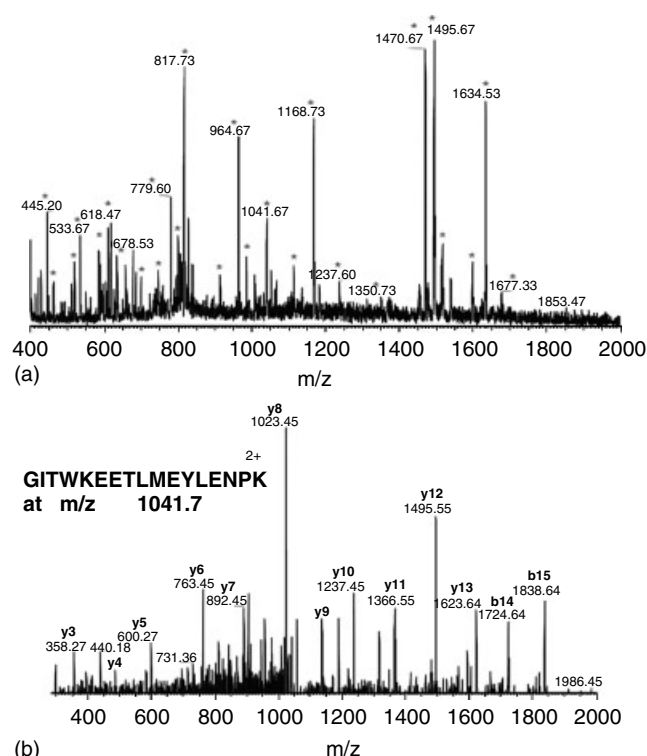 * 1470.67
* 1495.67
* 817.73
* 1634.53
* 1168.73
* 964.67
* 779.60
* 445.20
* 533.67
* 618.47
* 1041.67
678.53
* 1237.60
* 1350.73
* 1677.33
1853.47
400 600 800 1000 1200 1400 1600 1800 2000
(a)
m/z
y8
1023.45
2+
GITWKEETLMEYLENPK
at m/z 1041.7
y12
1495.55
y6
763.45
y7
892.45
y10
1237.45
y11
1366.55
y13
1623.64
b14
1724.64
b15
1838.64
y3
358.27
440.18
y4
y5
600.27
731.36
y9
1986.45
400 600 800 1000 1200 1400 1600 1800 2000
(b)
m/z